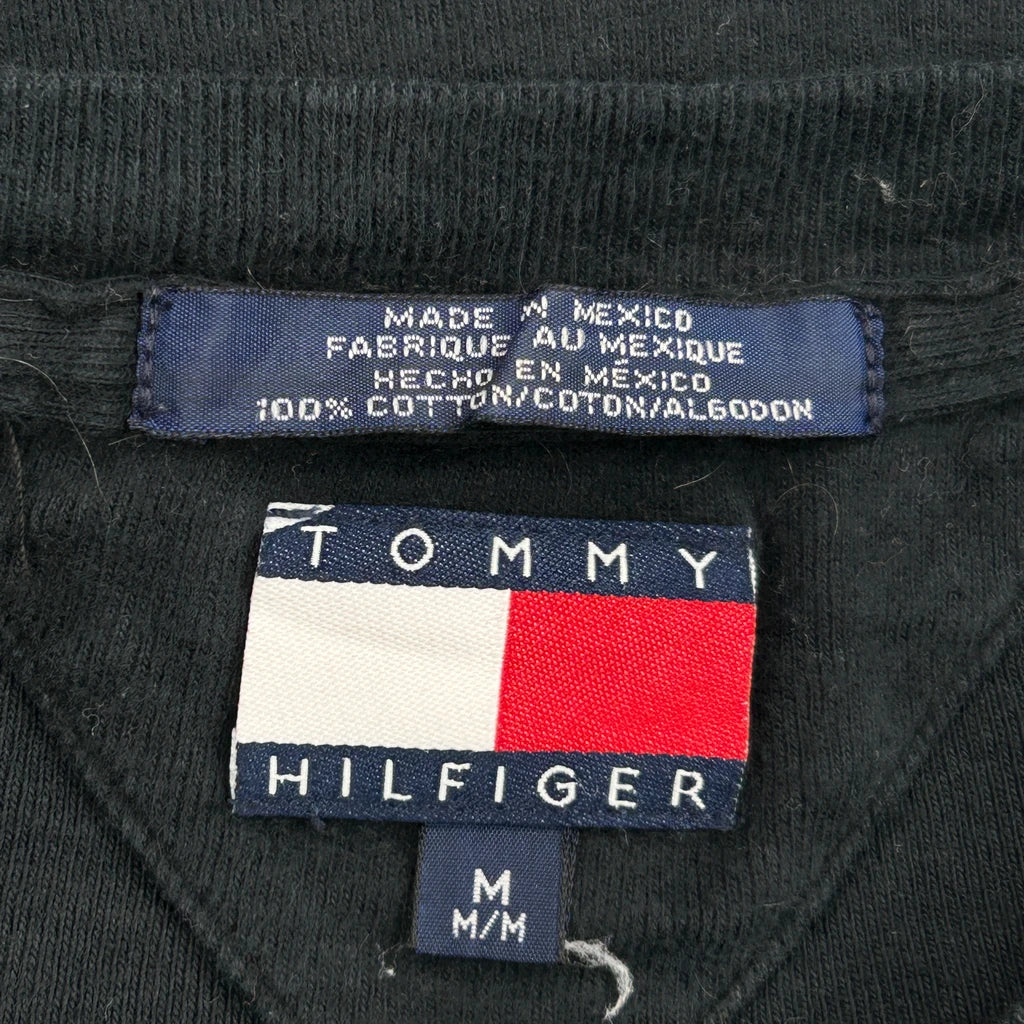 MADE IN MEXICO
FABRIQUE AU MEXIQUE
HECHO EN MÉXICO
100% COTTON/COTON/ALGODON
TOMMY
HILFIGER
M
M/M